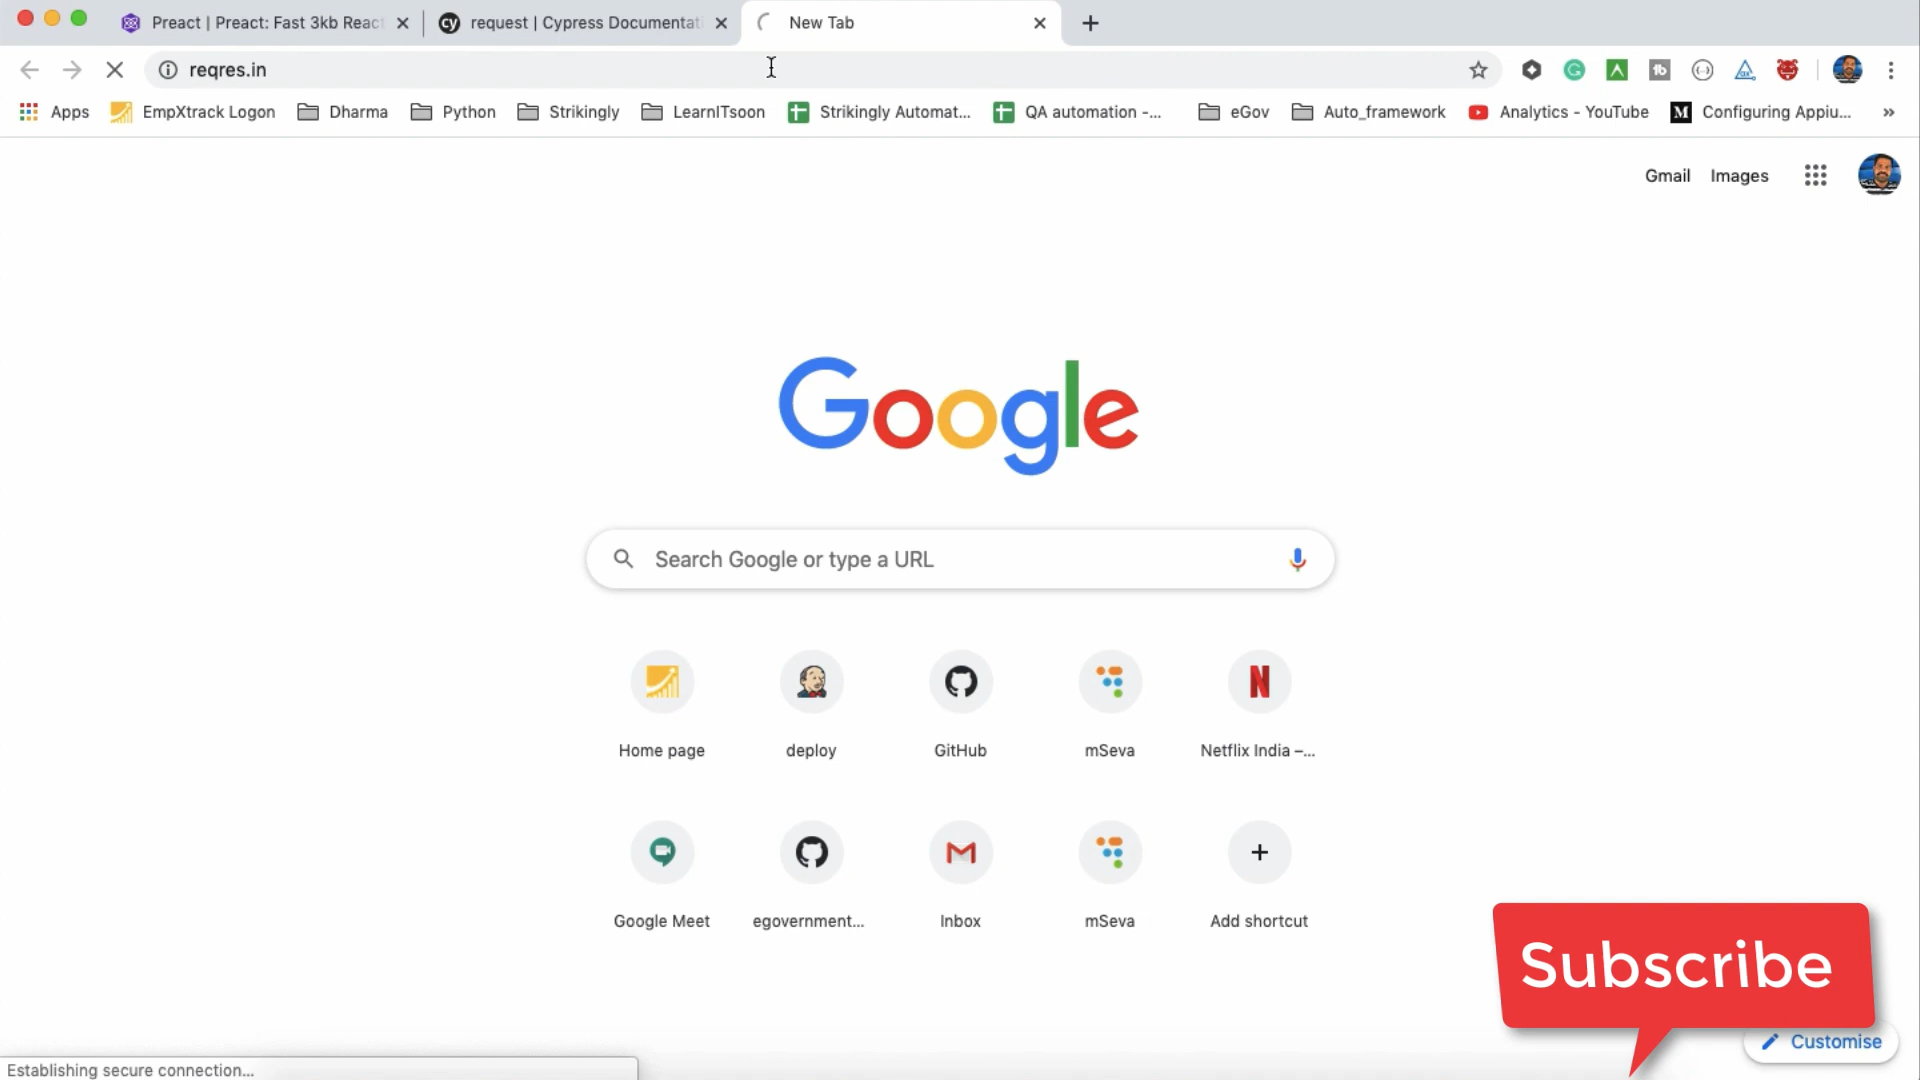 Preact | Preact: Fast 3kb React
cy request | Cypress Documentati
New Tab
reqres.in
Apps EmpXtrack Logon Dharma Python Strikingly LearnITsoon Strikingly Automat... QA automation -... eGov Auto_framework Analytics - YouTube M Configuring Appiu... »
Gmail Images
Google
Search Google or type a URL
Home page deploy GitHub mSeva Netflix India –...
Google Meet egovernment... Inbox mSeva Add shortcut
Subscribe
Customise
Establishing secure connection...